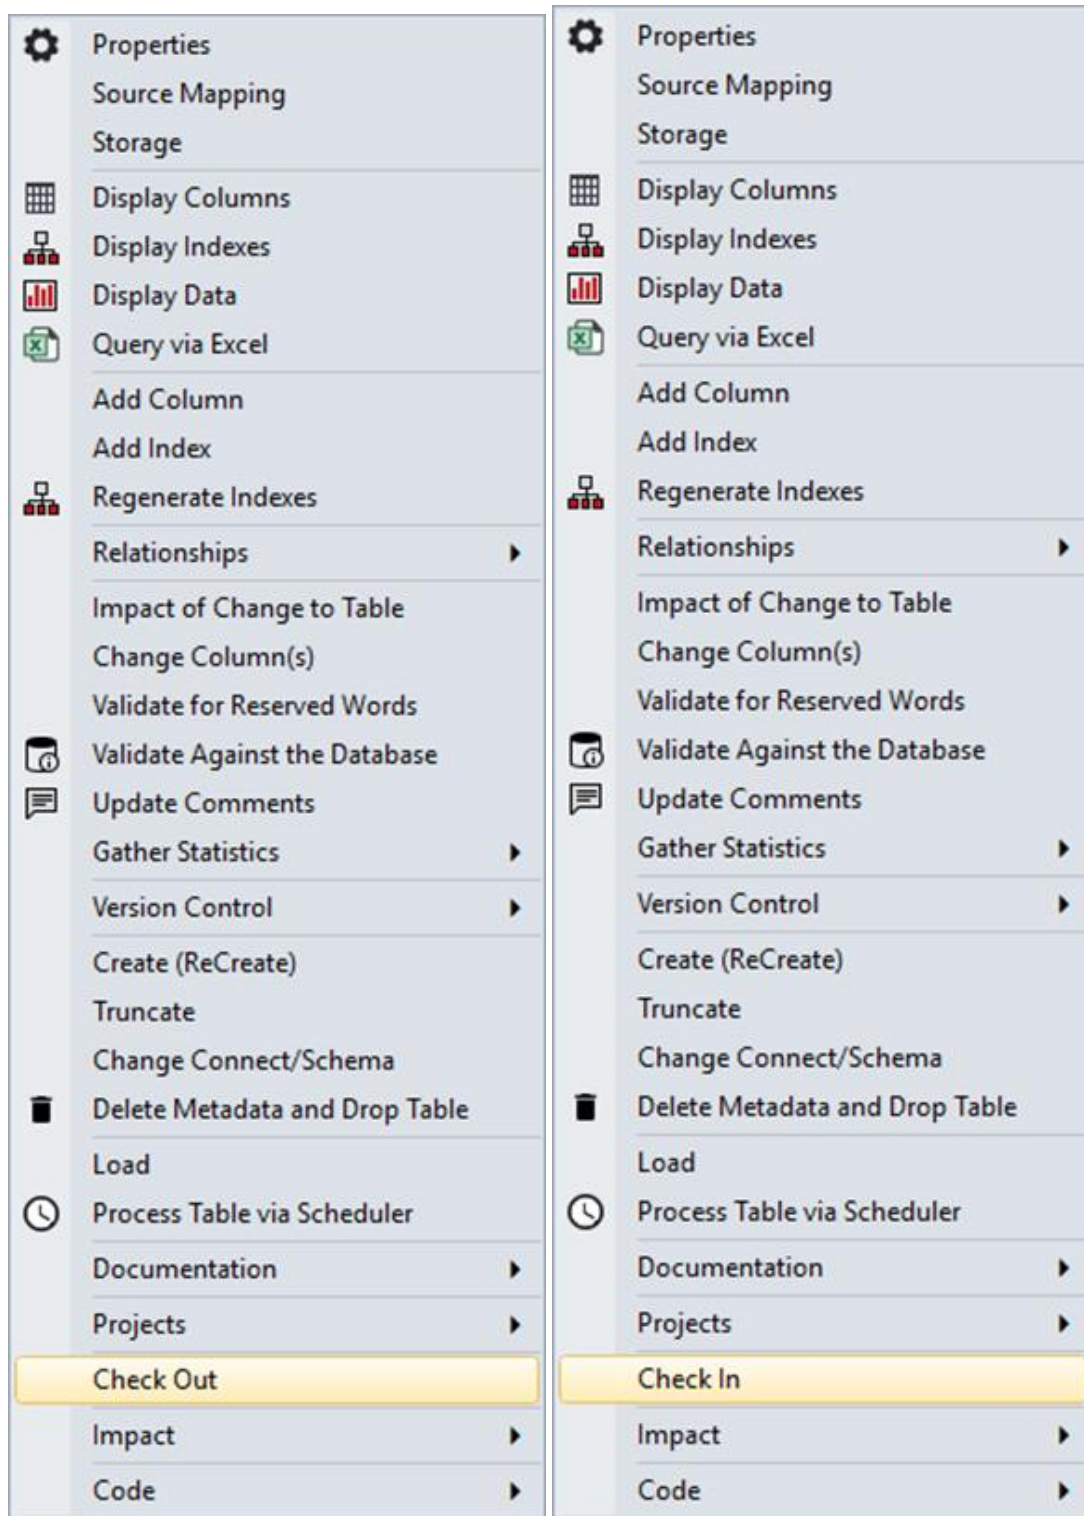 Properties
Source Mapping
Storage
Display Columns
Display Indexes
Display Data
Query via Excel
Add Column
Add Index
Regenerate Indexes
Relationships
Impact of Change to Table
Change Column(s)
Validate for Reserved Words
Validate Against the Database
Update Comments
Gather Statistics
Version Control
Create (ReCreate)
Truncate
Change Connect/Schema
Delete Metadata and Drop Table
Load
Process Table via Scheduler
Documentation
Projects
Check Out
Impact
Code
Properties
Source Mapping
Storage
Display Columns
Display Indexes
Display Data
Query via Excel
Add Column
Add Index
Regenerate Indexes
Relationships
Impact of Change to Table
Change Column(s)
Validate for Reserved Words
Validate Against the Database
Update Comments
Gather Statistics
Version Control
Create (ReCreate)
Truncate
Change Connect/Schema
Delete Metadata and Drop Table
Load
Process Table via Scheduler
Documentation
Projects
Check In
Impact
Code